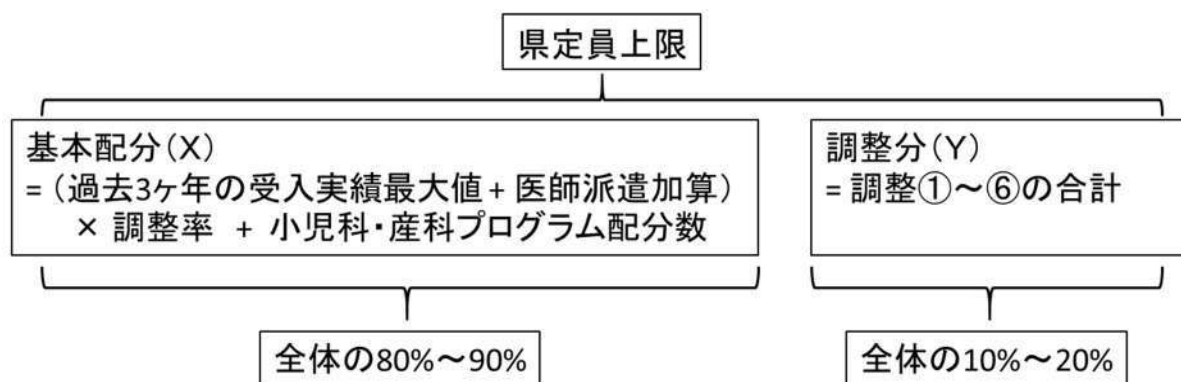 県定員上限
基本配分(X)
=(過去3ヶ年の受入実績最大値 + 医師派遣加算)
× 調整率 + 小児科・産科プログラム配分数
調整分(Y)
= 調整①～⑥の合計
全体の80%～90%
全体の10%～20%